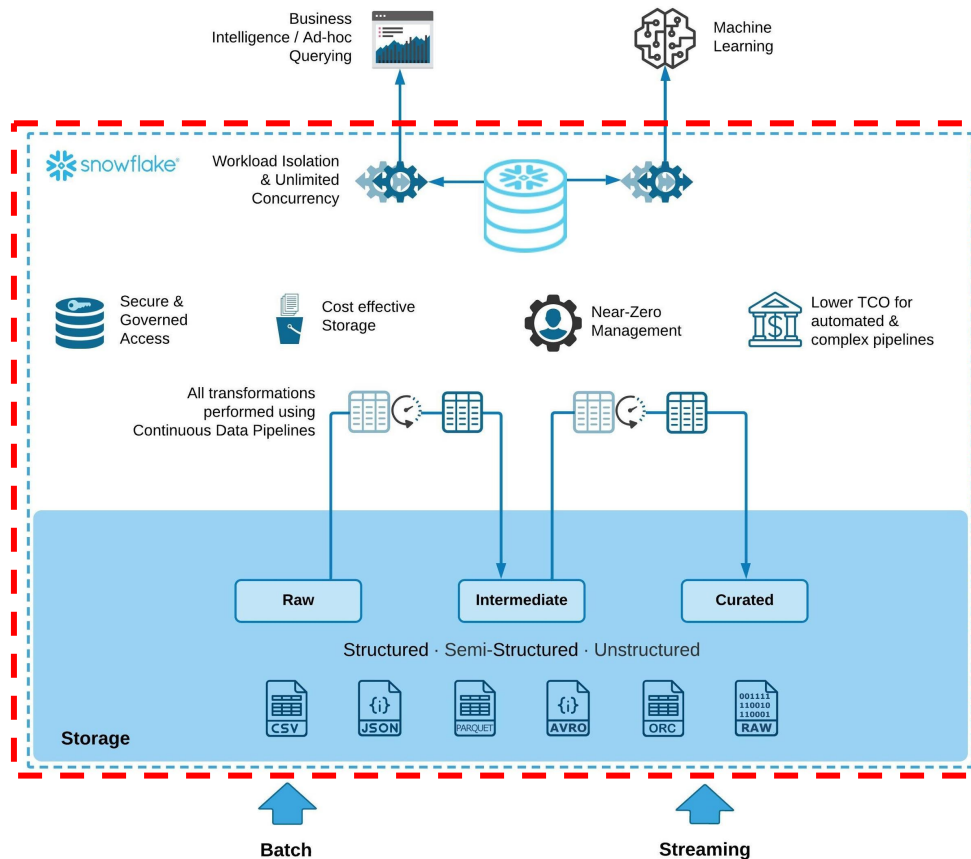 Business
Intelligence / Ad-hoc
Querying
Machine
Learning
snowflake®
Workload Isolation
& Unlimited
Concurrency
Secure &
Governed
Access
Cost effective
Storage
Near-Zero
Management
Lower TCO for
automated &
complex pipelines
All transformations
performed using
Continuous Data Pipelines
Raw
Intermediate
Curated
Structured · Semi-Structured · Unstructured
CSV
{i}
JSON
PARQUET
{i}
AVRO
ORC
001111
110010
110001
RAW
Storage
Batch
Streaming